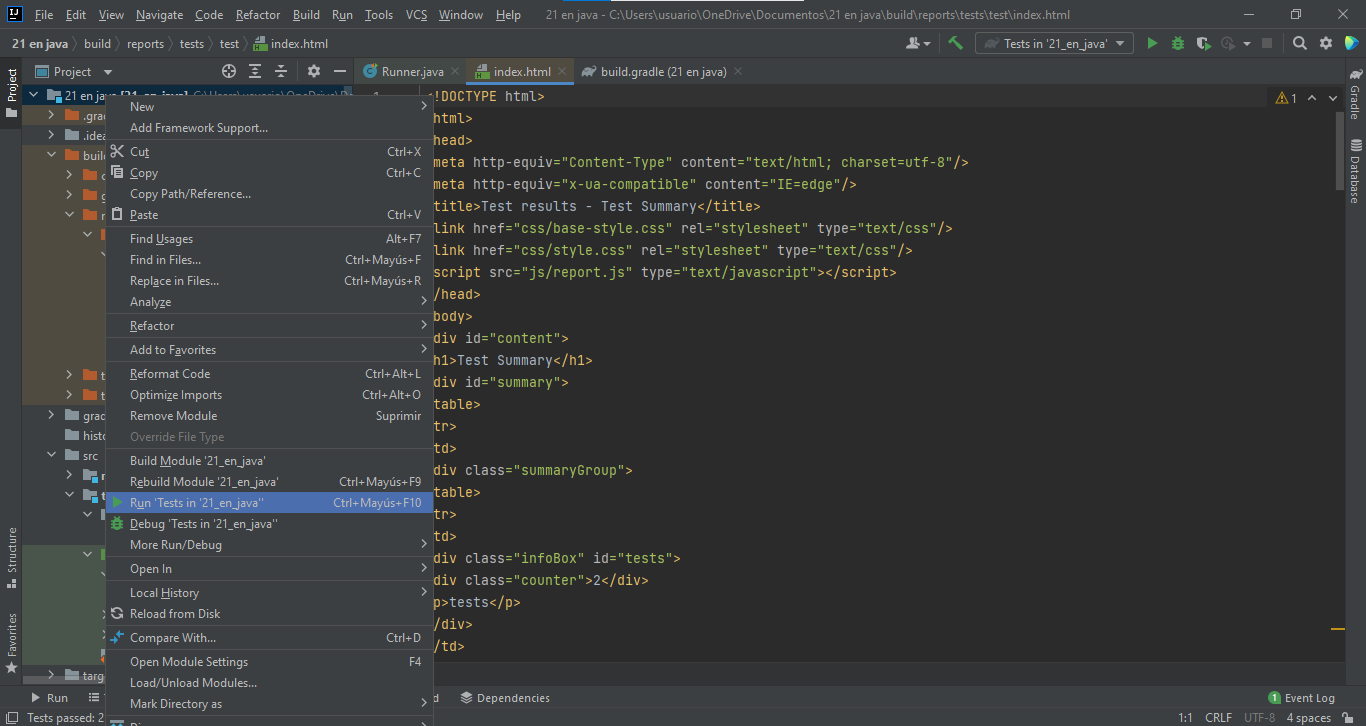 File Edit View Navigate Code Refactor Build Run Tools VCS Window Help 21 en java - C:\Users\usuario\OneDrive\Documentos\21 en java\build\reports\tests\test\index.html
21 en java build reports tests test index.html Tests in '21_en_java'
Project Runner.java index.html build.gradle (21 en java)
Project
Structure
Favorites
Gradle
Database
21 en java [21_en_java] C:\Users\usuario\OneDrive\D
.gra
.idea
build
grad
histo
src
targ
New
Add Framework Support...
Cut Ctrl+X
Copy Ctrl+C
Copy Path/Reference...
Paste Ctrl+V
Find Usages Alt+F7
Find in Files... Ctrl+Mayús+F
Replace in Files... Ctrl+Mayús+R
Analyze
Refactor
Add to Favorites
Reformat Code Ctrl+Alt+L
Optimize Imports Ctrl+Alt+O
Remove Module Suprimir
Override File Type
Build Module '21_en_java'
Rebuild Module '21_en_java' Ctrl+Mayús+F9
Run 'Tests in '21_en_java'' Ctrl+Mayús+F10
Debug 'Tests in '21_en_java''
More Run/Debug
Open In
Local History
Reload from Disk
Compare With... Ctrl+D
Open Module Settings F4
Load/Unload Modules...
Mark Directory as
1
!DOCTYPE html>
html>
head>
meta http-equiv="Content-Type" content="text/html; charset=utf-8"/>
meta http-equiv="x-ua-compatible" content="IE=edge"/>
title>Test results - Test Summary</title>
link href="css/base-style.css" rel="stylesheet" type="text/css"/>
link href="css/style.css" rel="stylesheet" type="text/css"/>
script src="js/report.js" type="text/javascript"></script>
/head>
body>
div id="content">
h1>Test Summary</h1>
div id="summary">
table>
tr>
td>
div class="summaryGroup">
table>
tr>
td>
div class="infoBox" id="tests">
div class="counter">2</div>
p>tests</p>
/div>
/td>
1
Run d Dependencies 1 Event Log
Tests passed: 2 1:1 CRLF UTF-8 4 spaces